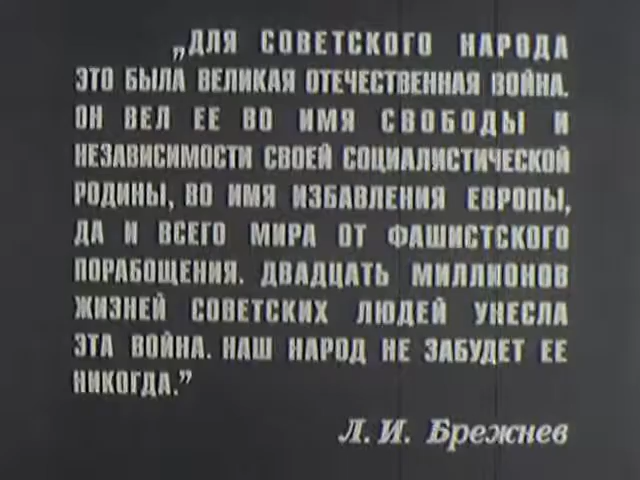 „ДЛЯ СОВЕТСКОГО НАРОДА
ЭТО БЫЛА ВЕЛИКАЯ ОТЕЧЕСТВЕННАЯ ВОЙНА.
ОН ВЕЛ ЕЕ ВО ИМЯ СВОБОДЫ И
НЕЗАВИСИМОСТИ СВОЕЙ СОЦИАЛИСТИЧЕСКОЙ
РОДИНЫ, ВО ИМЯ ИЗБАВЛЕНИЯ ЕВРОПЫ,
ДА И ВСЕГО МИРА ОТ ФАШИСТСКОГО
ПОРАБОЩЕНИЯ. ДВАДЦАТЬ МИЛЛИОНОВ
ЖИЗНЕЙ СОВЕТСКИХ ЛЮДЕЙ УНЕСЛА
ЭТА ВОЙНА. НАШ НАРОД НЕ ЗАБУДЕТ ЕЕ
НИКОГДА.”
Л. И. Брежнев